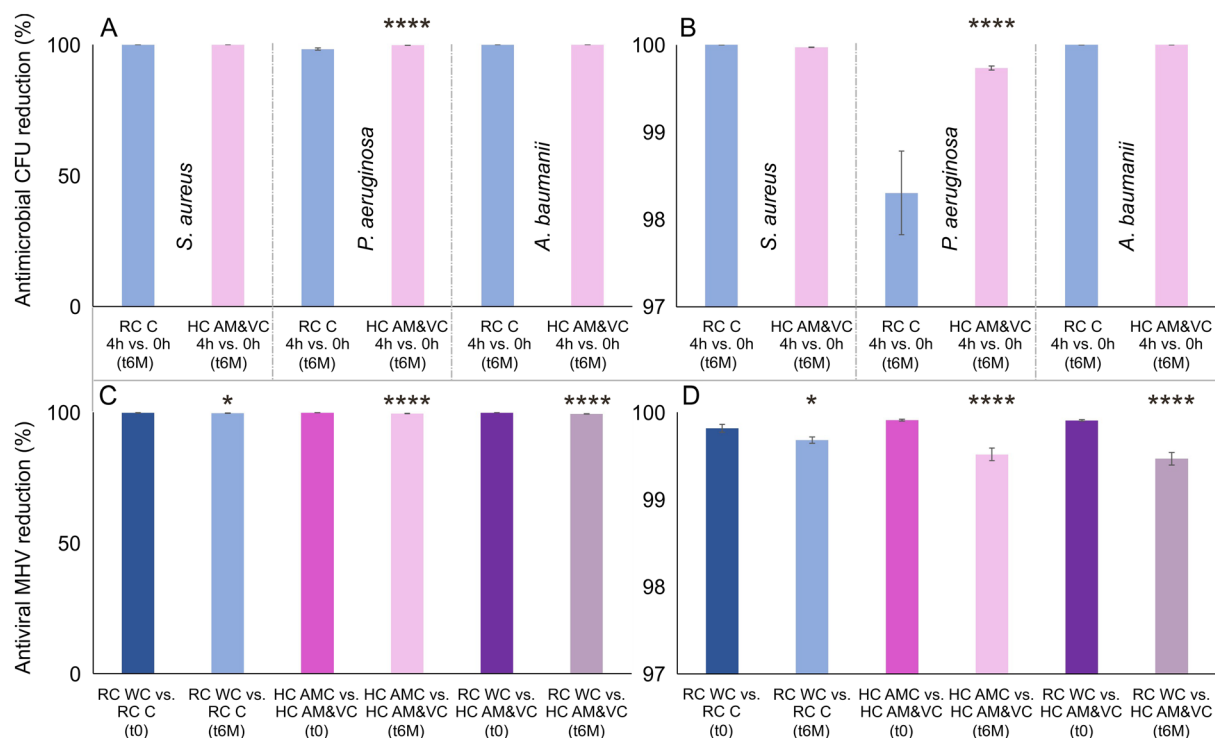 A
****
B
****
Antimicrobial CFU reduction (%)
100
50
0
S. aureus
P. aeruginosa
A. baumanii
100
99
98
97
S. aureus
P. aeruginosa
A. baumanii
RC C
4h vs. 0h
(t6M)
HC AM&VC
4h vs. 0h
(t6M)
RC C
4h vs. 0h
(t6M)
HC AM&VC
4h vs. 0h
(t6M)
RC C
4h vs. 0h
(t6M)
HC AM&VC
4h vs. 0h
(t6M)
RC C
4h vs. 0h
(t6M)
HC AM&VC
4h vs. 0h
(t6M)
RC C
4h vs. 0h
(t6M)
HC AM&VC
4h vs. 0h
(t6M)
RC C
4h vs. 0h
(t6M)
HC AM&VC
4h vs. 0h
(t6M)
C
*
****
****
D
*
****
****
Antiviral MHV reduction (%)
100
50
0
100
99
98
97
RC WC vs.
RC C
(t0)
RC WC vs.
RC C
(t6M)
HC AMC vs.
HC AM&VC
(t0)
HC AMC vs.
HC AM&VC
(t6M)
RC WC vs.
HC AM&VC
(t0)
RC WC vs.
HC AM&VC
(t6M)
RC WC vs.
RC C
(t0)
RC WC vs.
RC C
(t6M)
HC AMC vs.
HC AM&VC
(t0)
HC AMC vs.
HC AM&VC
(t6M)
RC WC vs.
HC AM&VC
(t0)
RC WC vs.
HC AM&VC
(t6M)